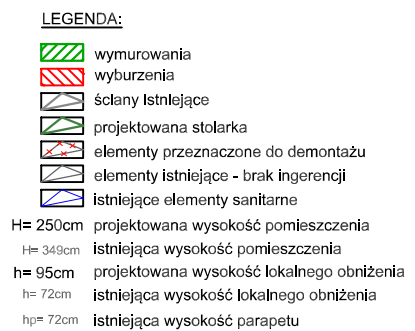 LEGENDA:
wymurowania
wyburzenia
ściany Istniejące
projektowana stolarka
elementy przeznaczone do demontażu
elementy istniejące - brak ingerencji
istniejące elementy sanitarne
H= 250cm projektowana wysokość pomieszczenia
H= 349cm istniejąca wysokość pomieszczenia
h= 95cm projektowana wysokość lokalnego obniżenia
h= 72cm istniejąca wysokość lokalnego obniżenia
hp= 72cm istniejąca wysokość parapetu